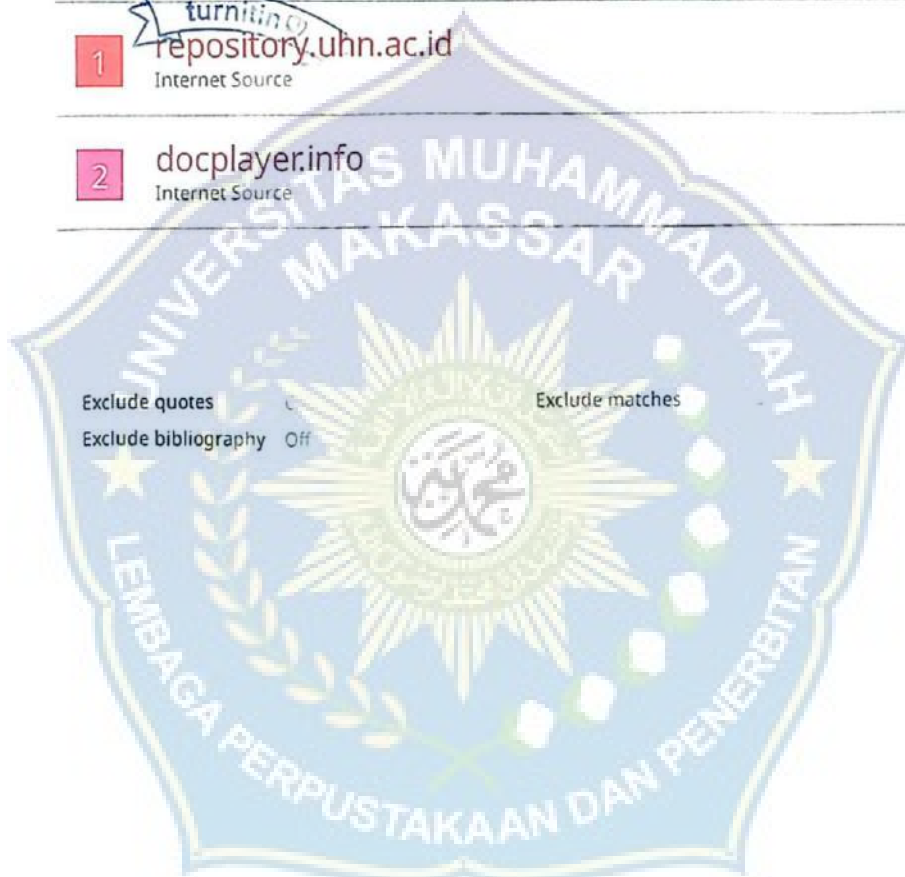 turnitin
1 repository.uhn.ac.id
Internet Source
2 docplayer.info
Internet Source
UNIVERSITAS MUHAMMADIYAH
MAKASSAR
Exclude quotes
Exclude matches
Exclude bibliography Off
LEMBAGA PERPUSTAKAAN DAN PENERBITAN